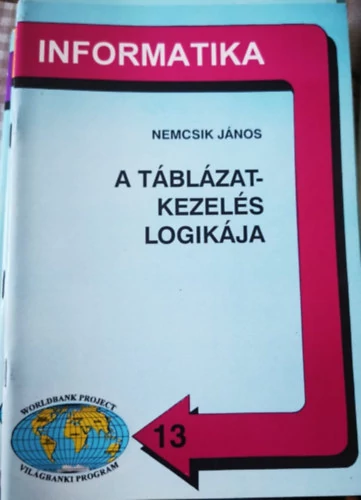 INFORMATIKA
NEMCSIK JÁNOS
A TÁBLÁZAT-
KEZELÉS
LOGIKÁJA
WORLDBANK PROJECT
VILÁGBANKI PROGRAM
13